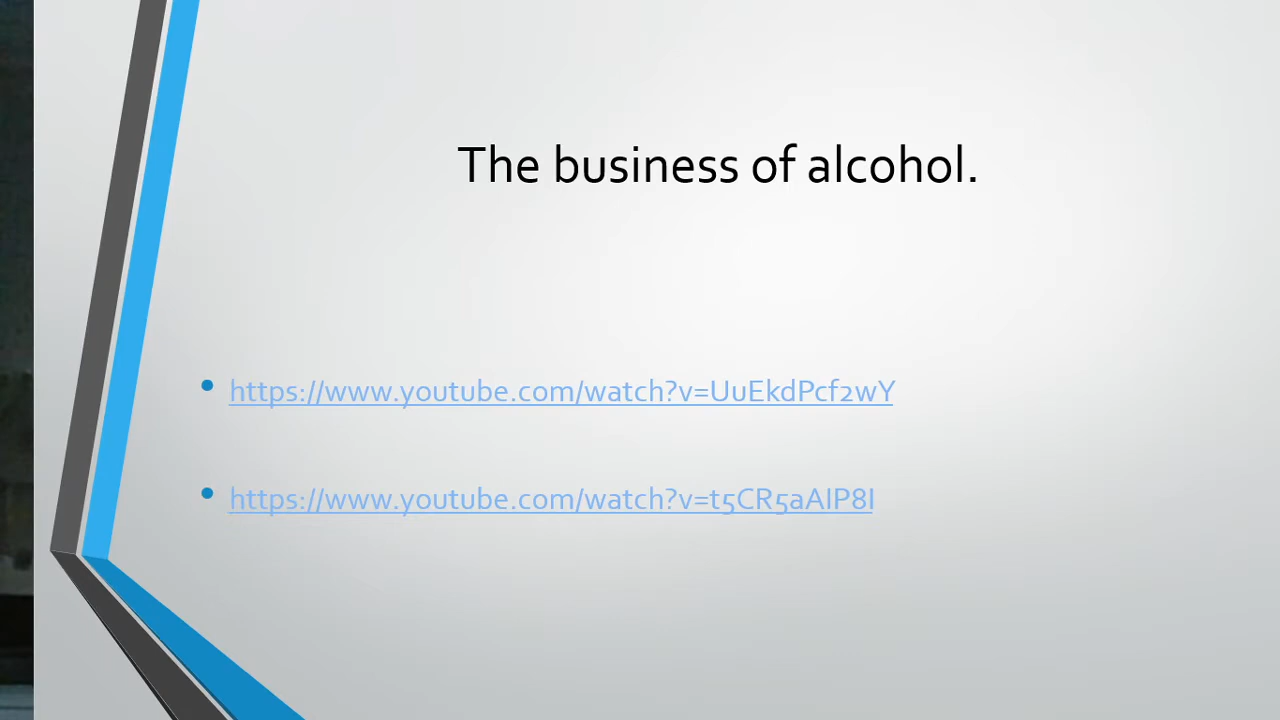 The business of alcohol.
https://www.youtube.com/watch?v=UuEkdPcf2wY
https://www.youtube.com/watch?v=t5CR5aAIP8I